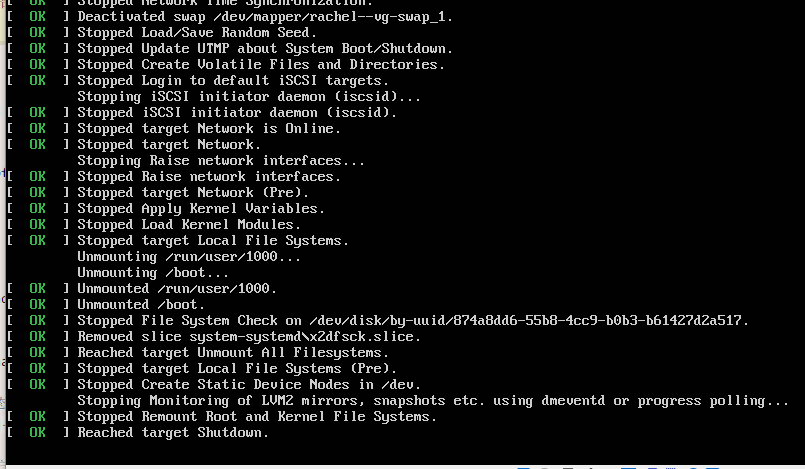 [  OK  ] Stopped Network Time Synchronization.
[  OK  ] Deactivated swap /dev/mapper/rachel--vg-swap_1.
[  OK  ] Stopped Load/Save Random Seed.
[  OK  ] Stopped Update UTMP about System Boot/Shutdown.
[  OK  ] Stopped Create Volatile Files and Directories.
[  OK  ] Stopped Login to default iSCSI targets.
Stopping iSCSI initiator daemon (iscsid)...
[  OK  ] Stopped iSCSI initiator daemon (iscsid).
[  OK  ] Stopped target Network is Online.
[  OK  ] Stopped target Network.
Stopping Raise network interfaces...
[  OK  ] Stopped Raise network interfaces.
[  OK  ] Stopped target Network (Pre).
[  OK  ] Stopped Apply Kernel Variables.
[  OK  ] Stopped Load Kernel Modules.
[  OK  ] Stopped target Local File Systems.
Unmounting /run/user/1000...
Unmounting /boot...
[  OK  ] Unmounted /run/user/1000.
[  OK  ] Unmounted /boot.
[  OK  ] Stopped File System Check on /dev/disk/by-uuid/874a8dd6-55b8-4cc9-b0b3-b61427d2a517.
[  OK  ] Removed slice system-systemd\x2dfsck.slice.
[  OK  ] Reached target Unmount All Filesystems.
[  OK  ] Stopped target Local File Systems (Pre).
[  OK  ] Stopped Create Static Device Nodes in /dev.
Stopping Monitoring of LVM2 mirrors, snapshots etc. using dmeventd or progress polling...
[  OK  ] Stopped Remount Root and Kernel File Systems.
[  OK  ] Reached target Shutdown.